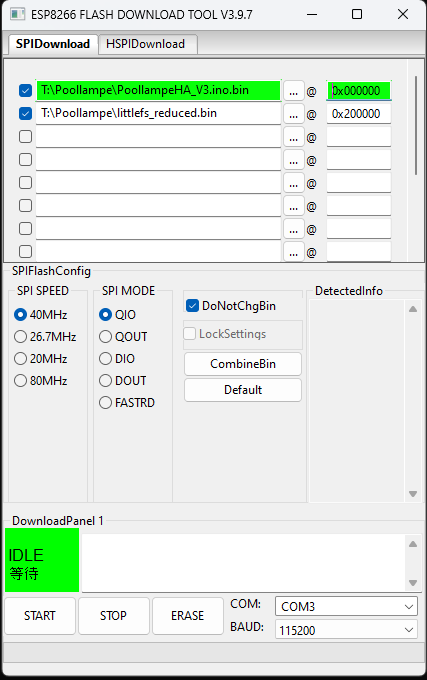 ESP8266 FLASH DOWNLOAD TOOL V3.9.7
SPIDownload HSPIDownload
T:\Poollampe\PoollampeHA_V3.ino.bin ... @ 0x000000
T:\Poollampe\littlefs_reduced.bin ... @ 0x200000
... @
... @
... @
... @
... @
... @
SPIFlashConfig
SPI SPEED
40MHz
26.7MHz
20MHz
80MHz
SPI MODE
QIO
QOUT
DIO
DOUT
FASTRD
DoNotChgBin
LockSettings
CombineBin
Default
DetectedInfo
DownloadPanel 1
IDLE
等待
START STOP ERASE
COM: COM3
BAUD: 115200